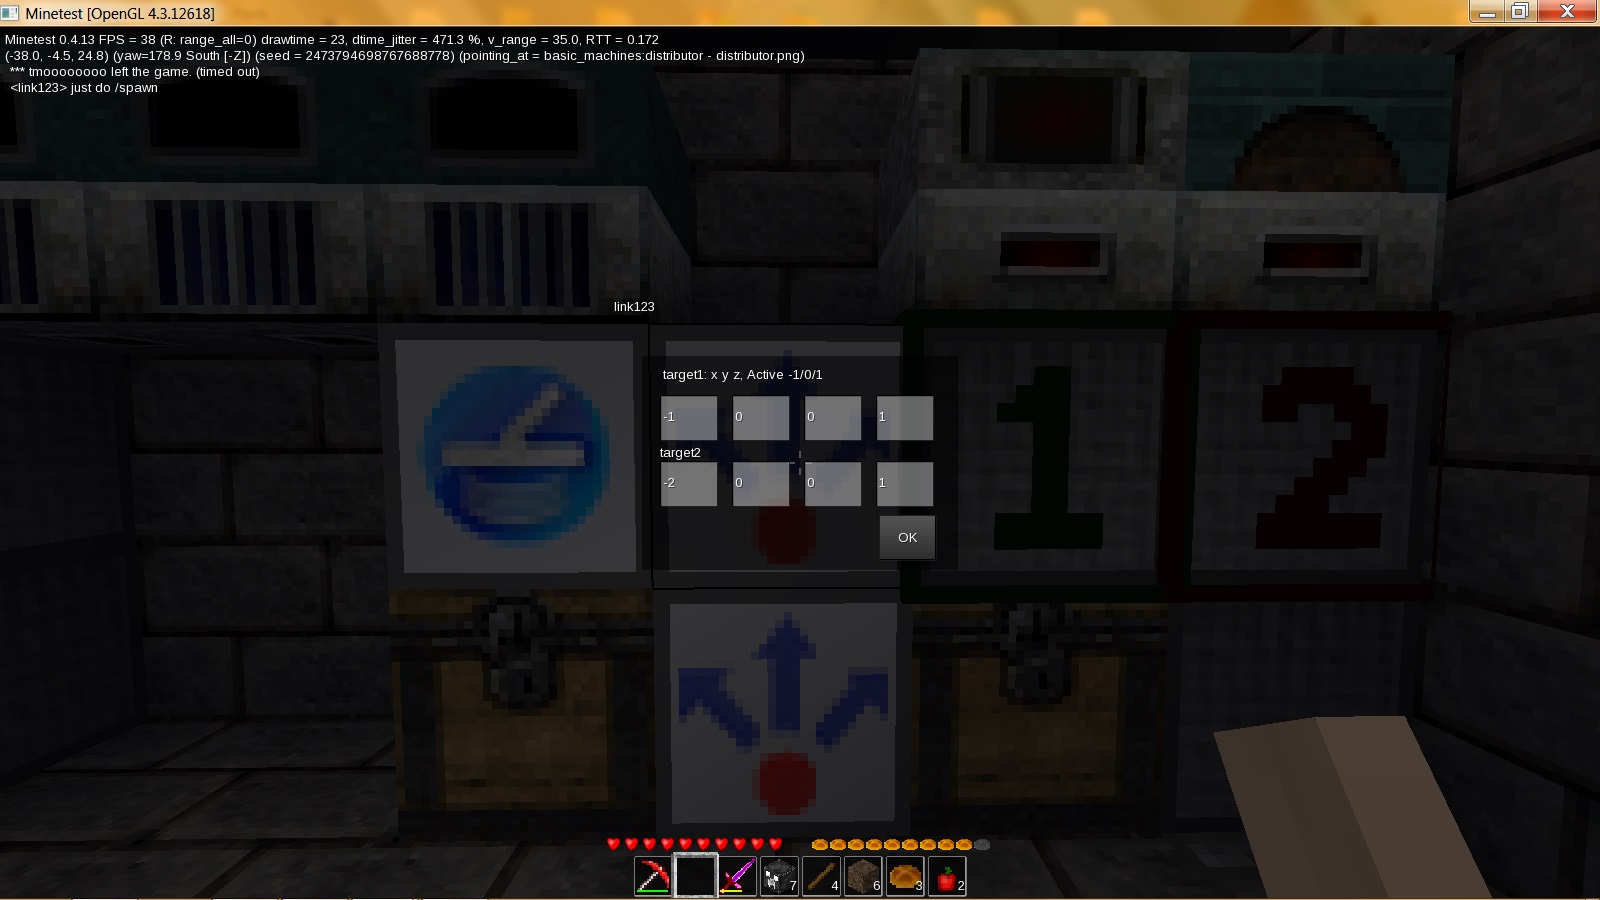 Minetest [OpenGL 4.3.12618]
Minetest 0.4.13 FPS = 38 (R: range_all=0) drawtime = 23, dtime_jitter = 471.3 %, v_range = 35.0, RTT = 0.172
(-38.0, -4.5, 24.8) (yaw=178.9 South [-Z]) (seed = 2473794698767688778) (pointing_at = basic_machines:distributor - distributor.png)
*** tmooooooooo left the game. (timed out)
<link123> just do /spawn
link123
target1: x y z, Active -1/0/1
-1 0 0 1
target2
-2 0 0 1
OK
1 2
7 4 6 3 2